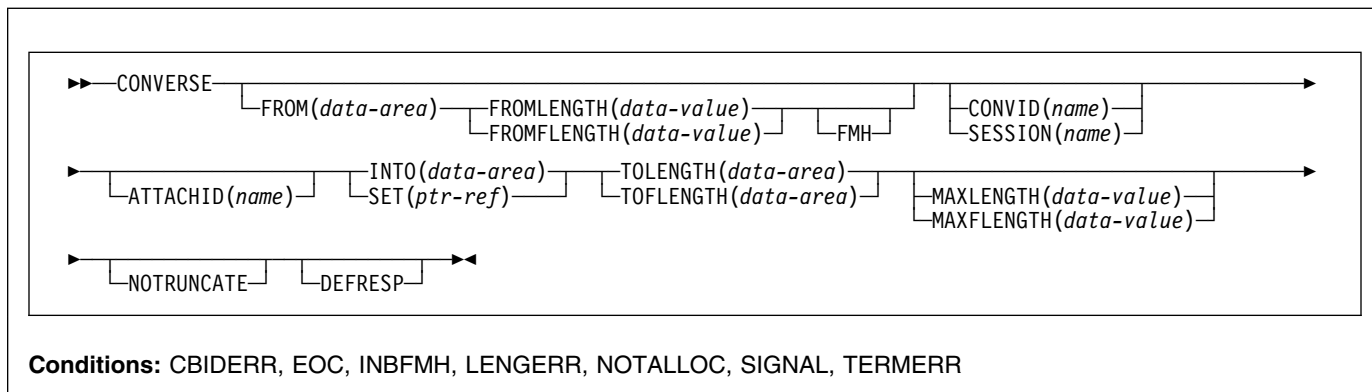 CONVERSE
FROM(data-area) FROMLENGTH(data-value) CONVID(name)
FROMFLENGTH(data-value) FMH SESSION(name)
INTO(data-area) TOLENGTH(data-area)
ATTACHID(name) SET(ptr-ref) TOFLENGTH(data-area) MAXLENGTH(data-value)
MAXFLENGTH(data-value)
NOTRUNCATE DEFRESP
Conditions: CBIDERR, EOC, INBFMH, LENGERR, NOTALLOC, SIGNAL, TERMERR